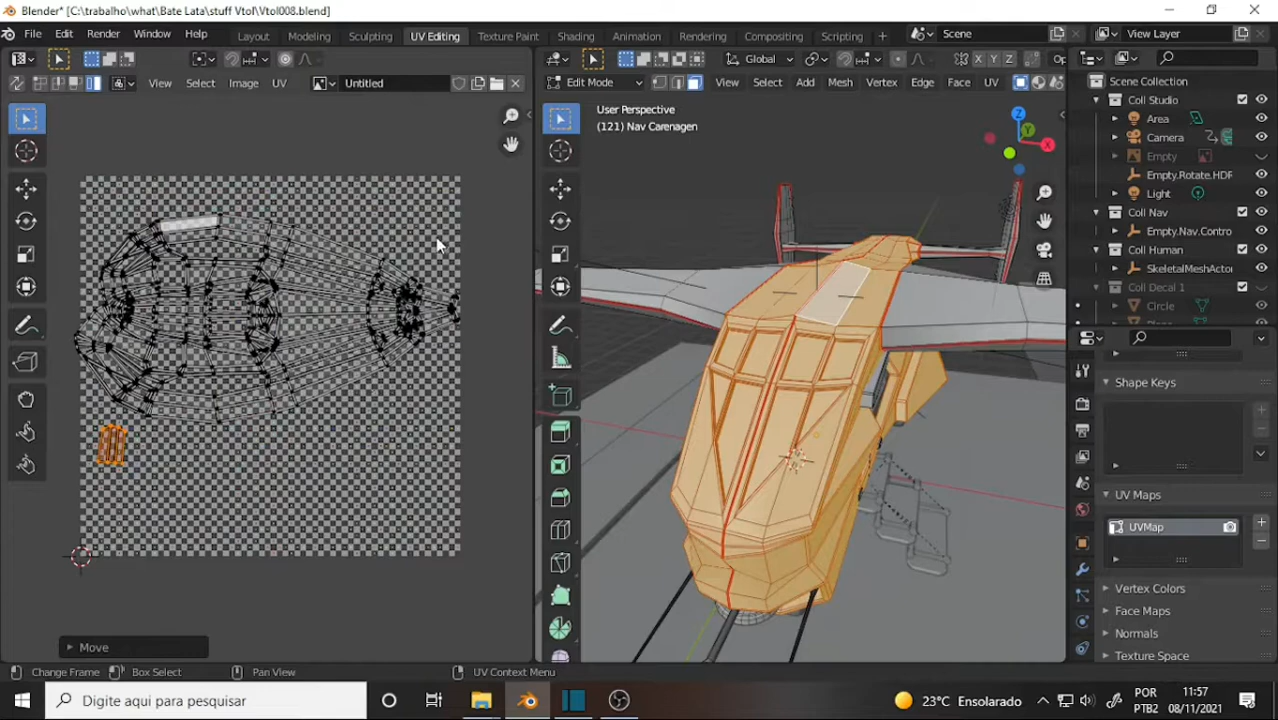 Blender* [C:\trabalho\what\Bate Lata\stuff Vtol\Vtol008.blend]
File Edit Render Window Help Layout Modeling Sculpting UV Editing Texture Paint Shading Animation Rendering Compositing Scripting + Scene View Layer
Global X Y Z Op
View Select Image UV Untitled Edit Mode View Select Add Mesh Vertex Edge Face UV
Scene Collection
Coll Studio
Area
Camera
Empty
Empty.Rotate.HDF
Light
Coll Nav
Empty.Nav.Contro
Coll Human
SkeletalMeshActor
Coll Decal 1
Circle
User Perspective
(121) Nav Carenagen
Z
Y
X
Shape Keys
UV Maps
UVMap
Vertex Colors
Face Maps
Normals
Texture Space
Move
Change Frame Box Select Pan View UV Context Menu
Digite aqui para pesquisar
23°C Ensolarado
POR
PTB2
11:57
08/11/2021